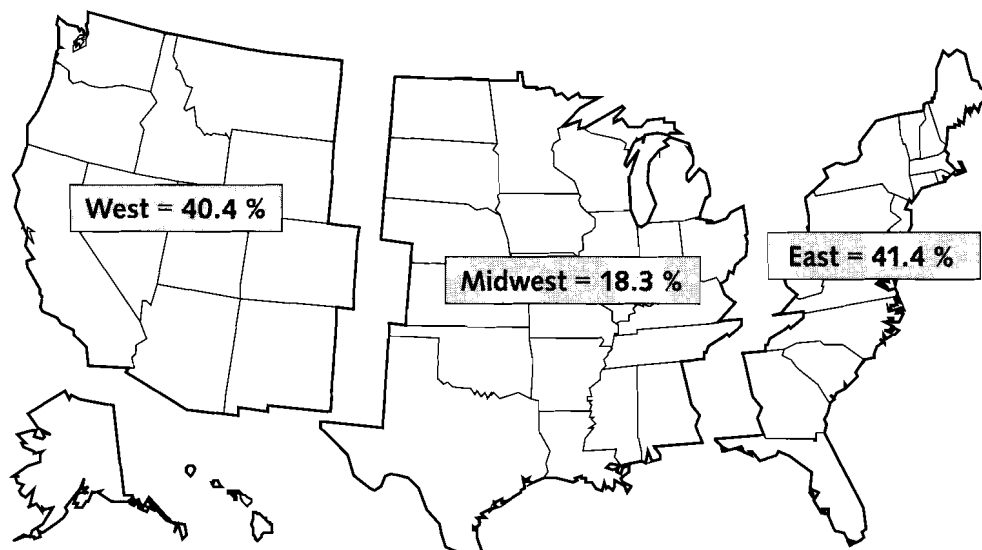 West = 40.4 %
Midwest = 18.3 %
East = 41.4 %